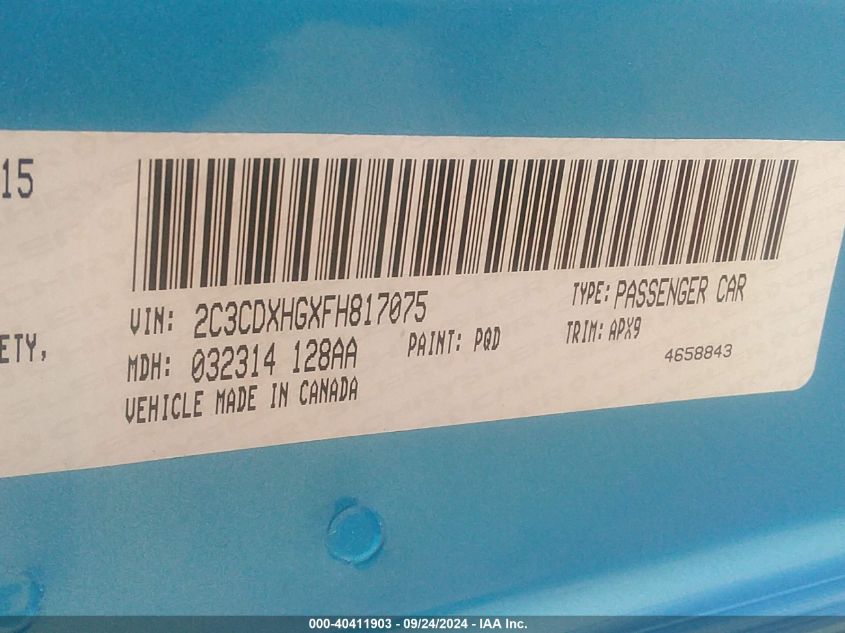 15
ETY,
VIN: 2C3CDXHGXFH817075
TYPE: PASSENGER CAR
MDH: 032314 128AA
PAINT: PQD
TRIM: APX9
VEHICLE MADE IN CANADA
4658843
000-40411903 - 09/24/2024 - IAA Inc.